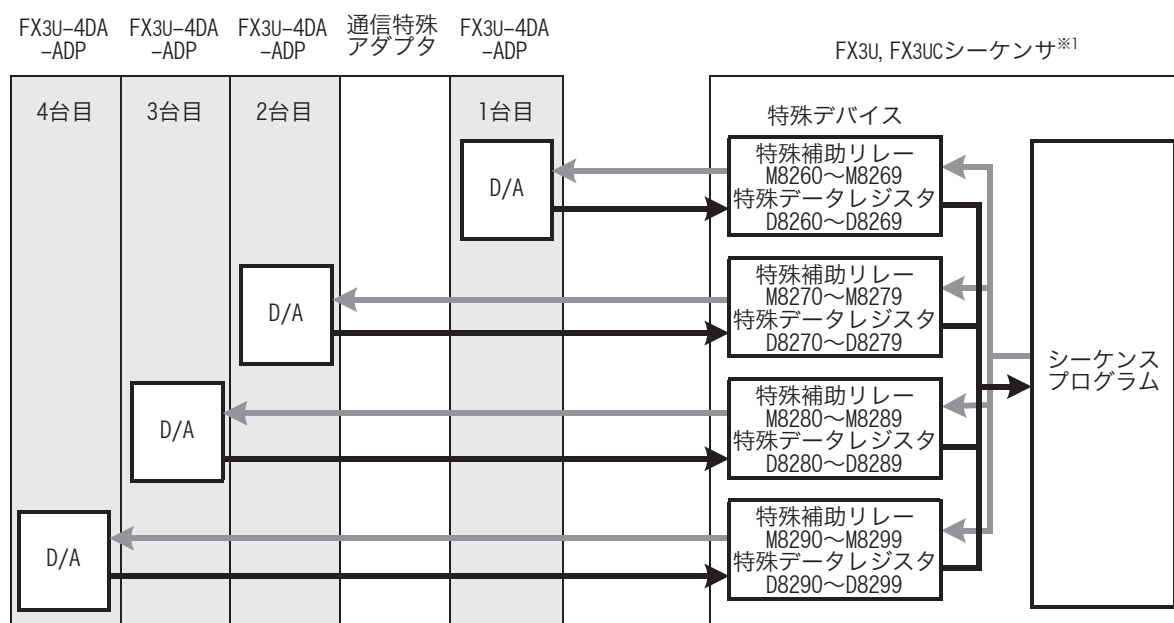 FX3U-4DA
-ADP
FX3U-4DA
-ADP
FX3U-4DA
-ADP
通信特殊
アダプタ
FX3U-4DA
-ADP
FX3U, FX3UCシーケンサ※1
4台目
3台目
2台目
1台目
特殊デバイス
D/A
特殊補助リレー
M8260～M8269
特殊データレジスタ
D8260～D8269
D/A
特殊補助リレー
M8270～M8279
特殊データレジスタ
D8270～D8279
シーケンス
プログラム
D/A
特殊補助リレー
M8280～M8289
特殊データレジスタ
D8280～D8289
D/A
特殊補助リレー
M8290～M8299
特殊データレジスタ
D8290～D8299